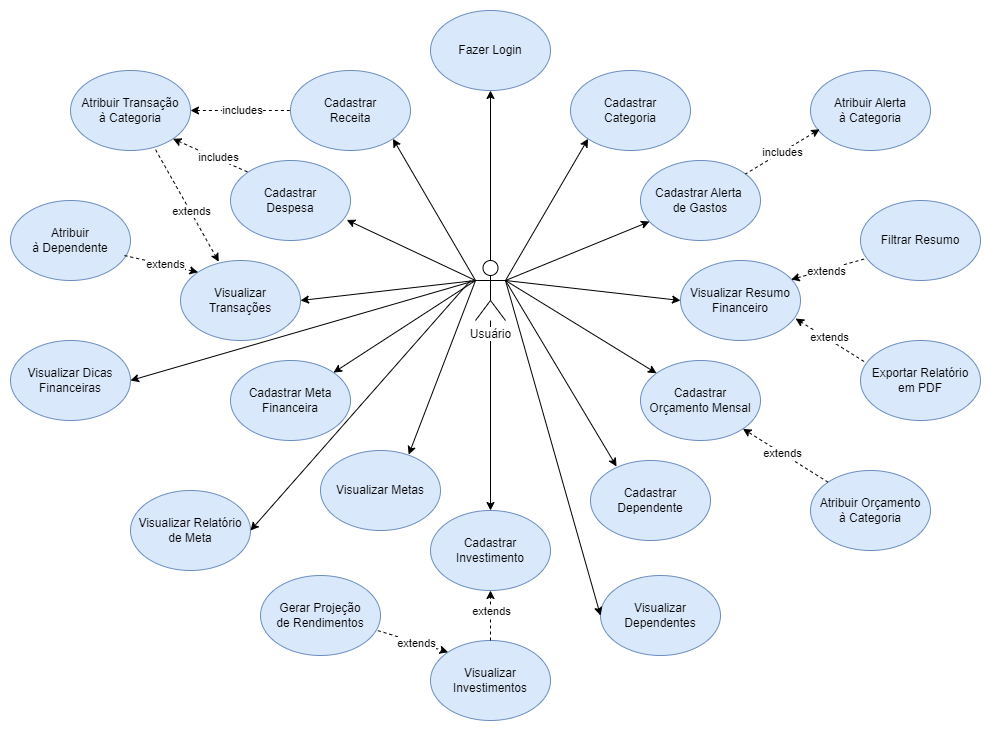 Fazer Login
Atribuir Transação
à Categoria
includes
Cadastrar
Receita
Cadastrar
Categoria
Atribuir Alerta
à Categoria
includes
includes
Cadastrar
Despesa
Cadastrar Alerta
de Gastos
extends
Atribuir
à Dependente
extends
Filtrar Resumo
extends
Visualizar
Transações
Visualizar Resumo
Financeiro
Usuário
extends
Visualizar Dicas
Financeiras
Cadastrar Meta
Financeira
Cadastrar
Orçamento Mensal
Exportar Relatório
em PDF
extends
Visualizar Metas
Cadastrar
Dependente
Atribuir Orçamento
à Categoria
Visualizar Relatório
de Meta
Cadastrar
Investimento
extends
Gerar Projeção
de Rendimentos
Visualizar
Dependentes
extends
Visualizar
Investimentos